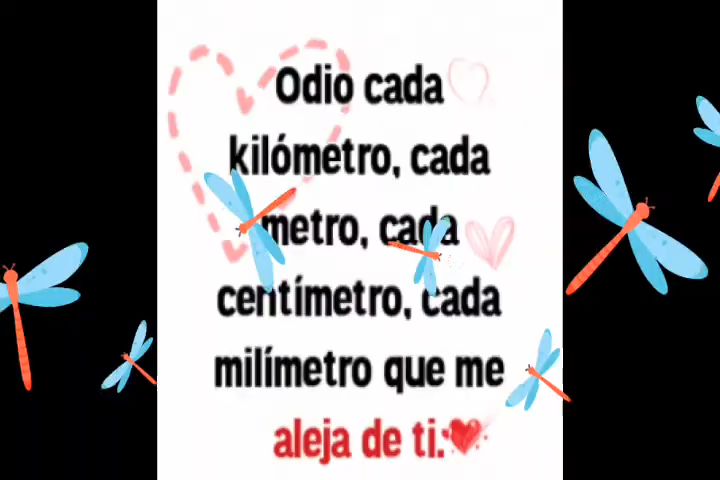 Odio cada
kilómetro, cada
metro, cada
centímetro, cada
milímetro que me
aleja de ti.